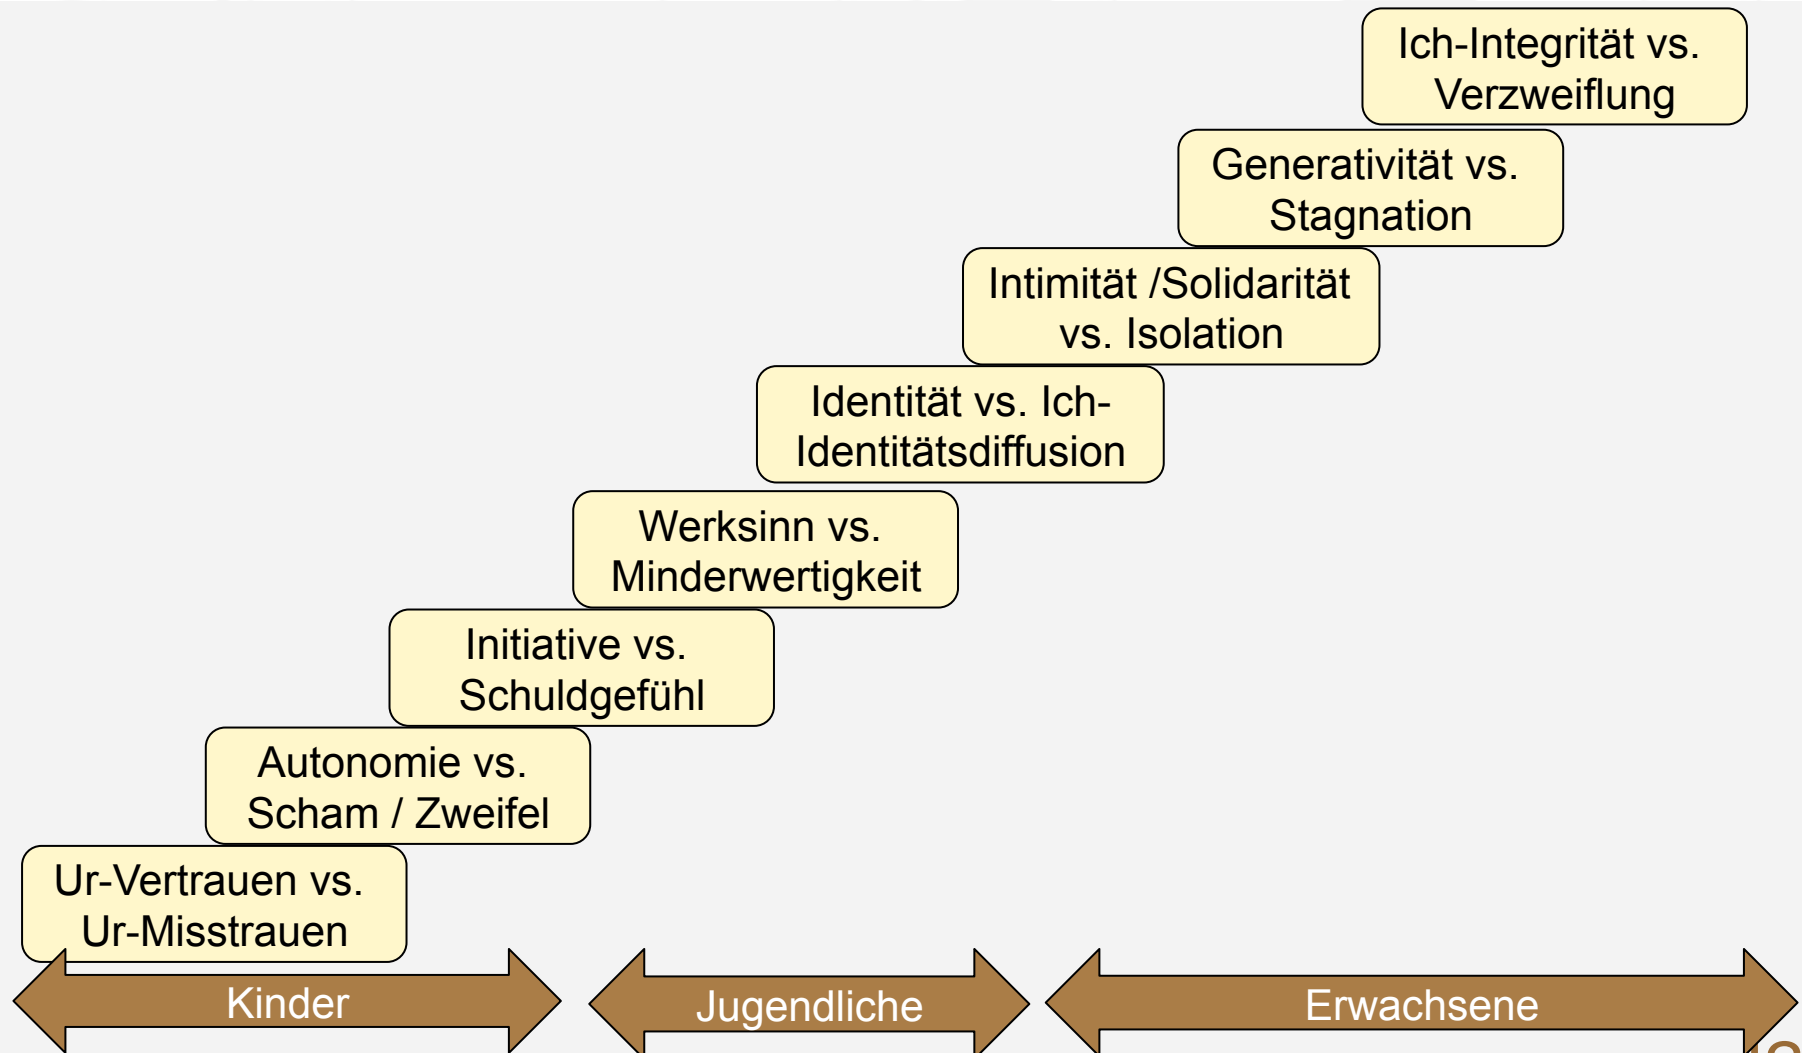 Ich-Integrität vs.
Verzweiflung
Generativität vs.
Stagnation
Intimität /Solidarität
vs. Isolation
Identität vs. Ich-
Identitätsdiffusion
Werksinn vs.
Minderwertigkeit
Initiative vs.
Schuldgefühl
Autonomie vs.
Scham / Zweifel
Ur-Vertrauen vs.
Ur-Misstrauen
Kinder
Jugendliche
Erwachsene